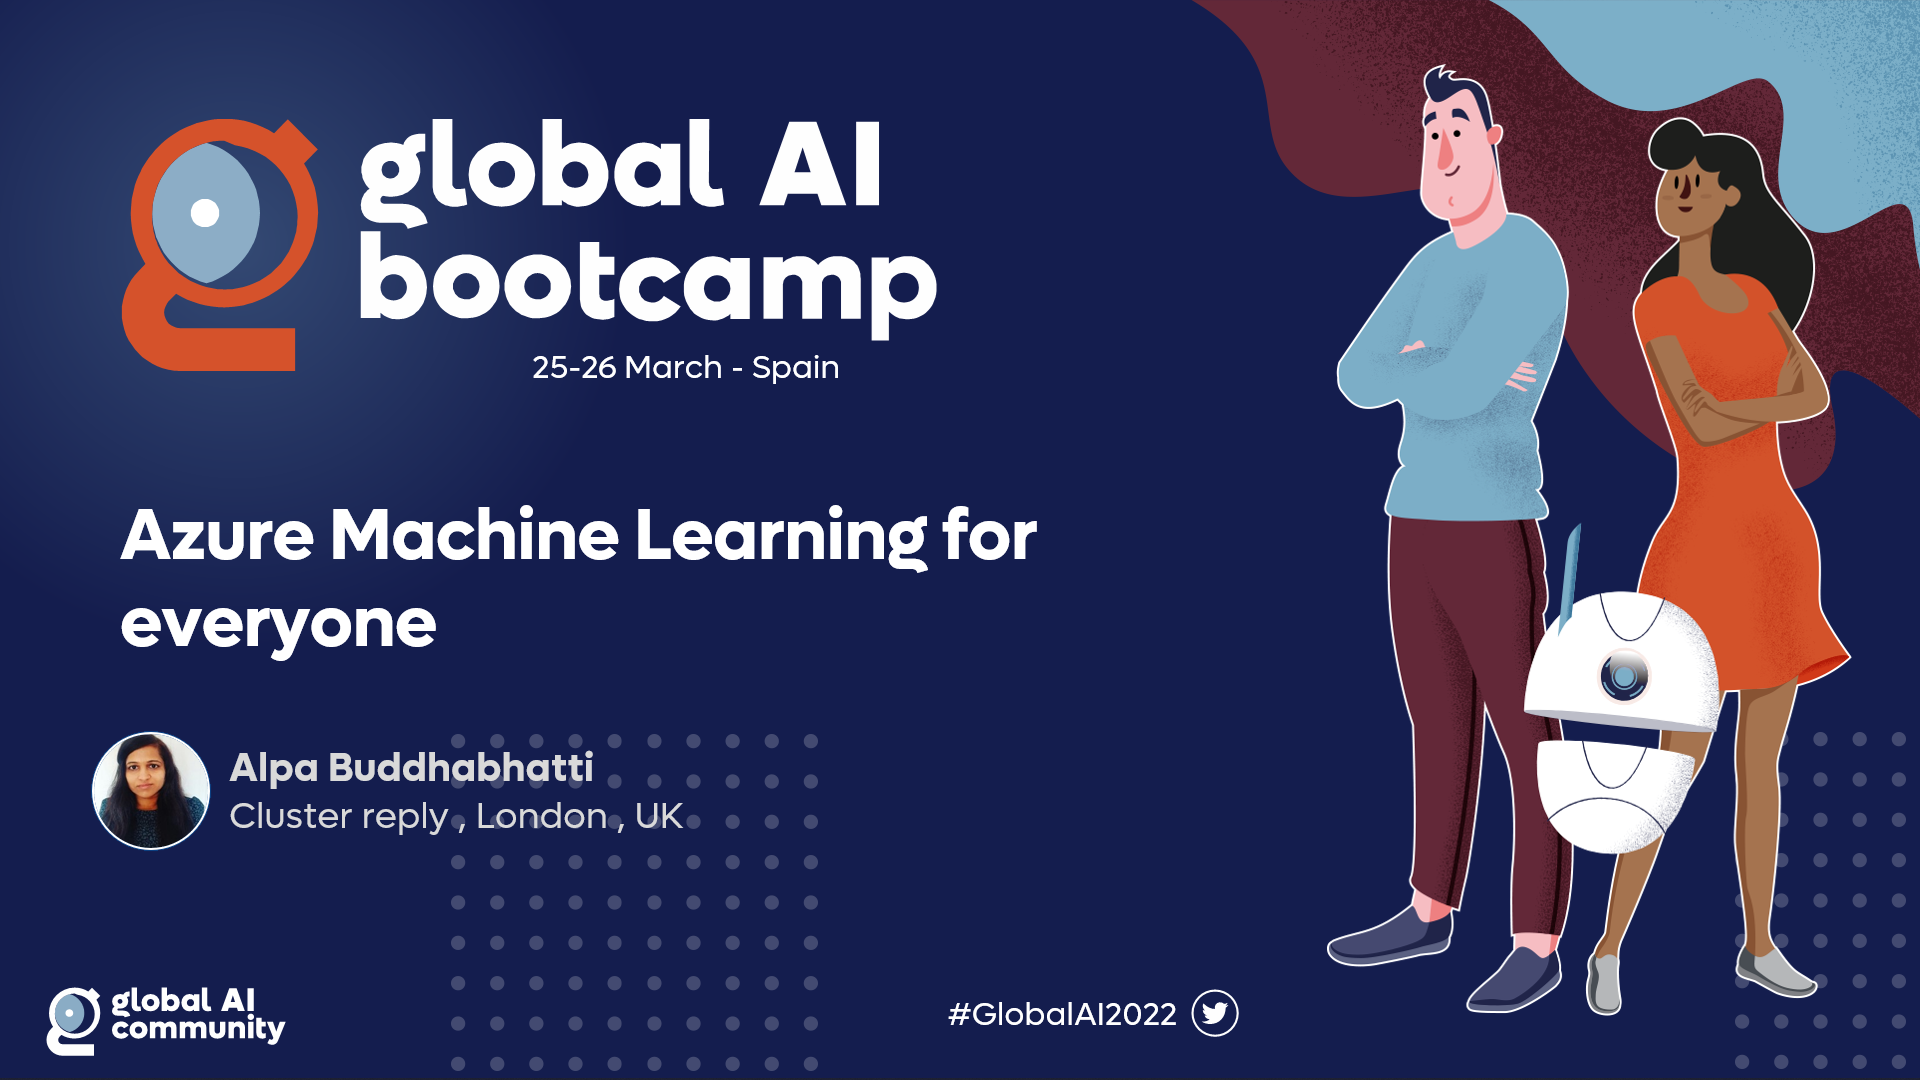 global AI
bootcamp
25-26 March - Spain
Azure Machine Learning for
everyone
Alpa Buddhabhatti
Cluster reply , London , UK
global AI
community
#GlobalAI2022